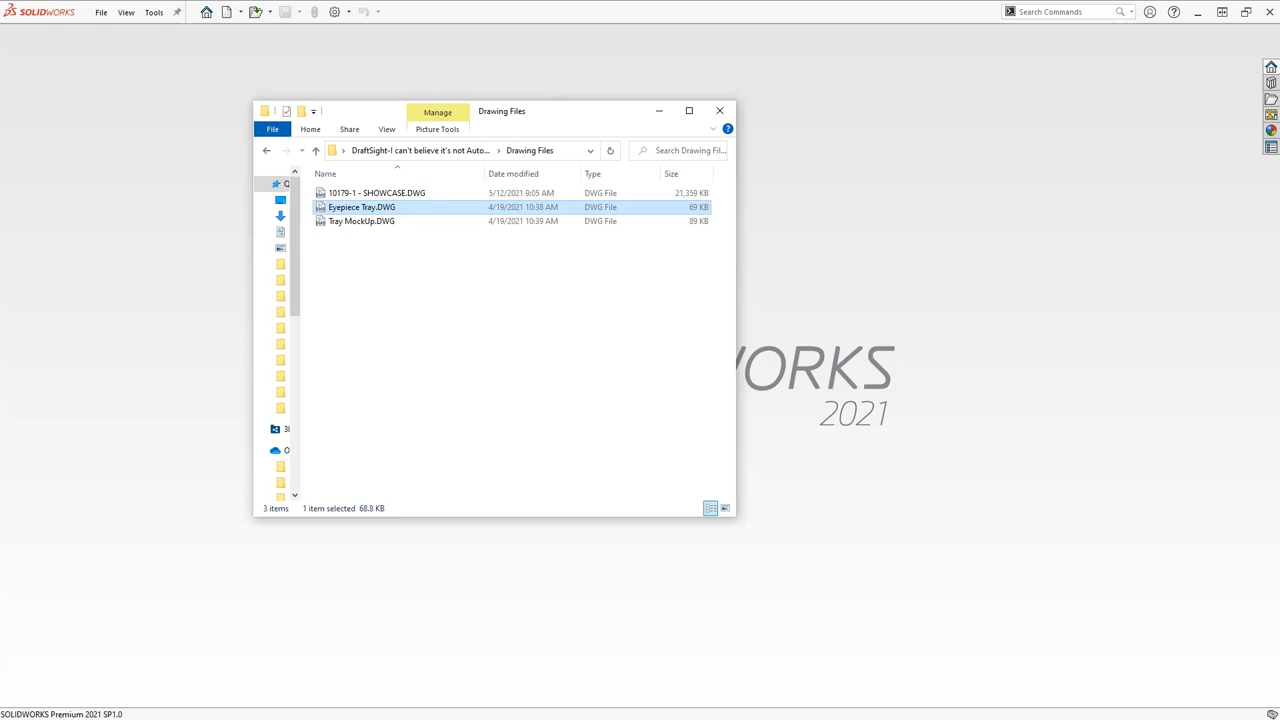 SOLIDWORKS File View Tools Search Commands
Manage Drawing Files
File Home Share View Picture Tools
DraftSight-I can't believe it's not Auto... Drawing Files Search Drawing Fil...
Name Date modified Type Size
10179-1 - SHOWCASE.DWG 5/12/2021 9:05 AM DWG File 21,359 KB
Eyepiece Tray.DWG 4/19/2021 10:38 AM DWG File 69 KB
Tray MockUp.DWG 4/19/2021 10:39 AM DWG File 89 KB
WORKS
2021
3 items 1 item selected 68.8 KB
SOLIDWORKS Premium 2021 SP1.0